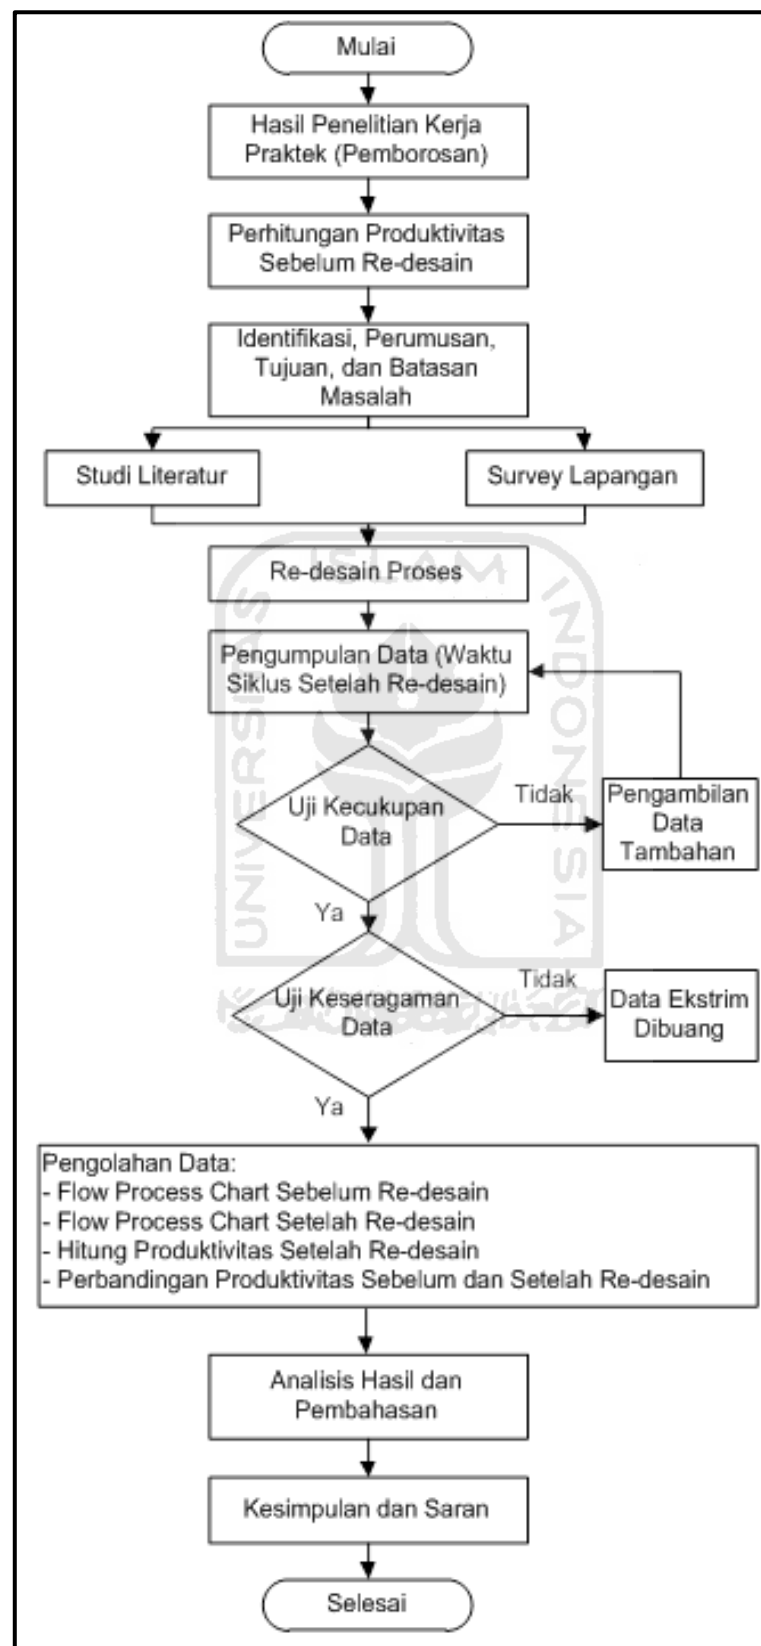 Mulai
Hasil Penelitian Kerja
Praktek (Pemborosan)
Perhitungan Produktivitas
Sebelum Re-desain
Identifikasi, Perumusan,
Tujuan, dan Batasan
Masalah
Studi Literatur
Survey Lapangan
Re-desain Proses
Pengumpulan Data (Waktu
Siklus Setelah Re-desain)
Uji Kecukupan
Data
Tidak
Pengambilan
Data
Tambahan
Ya
Uji Keseragaman
Data
Tidak
Data Ekstrim
Dibuang
Ya
Pengolahan Data:
- Flow Process Chart Sebelum Re-desain
- Flow Process Chart Setelah Re-desain
- Hitung Produktivitas Setelah Re-desain
- Perbandingan Produktivitas Sebelum dan Setelah Re-desain
Analisis Hasil dan
Pembahasan
Kesimpulan dan Saran
Selesai
UNIVERSITAS
ISLAM
INDONESIA